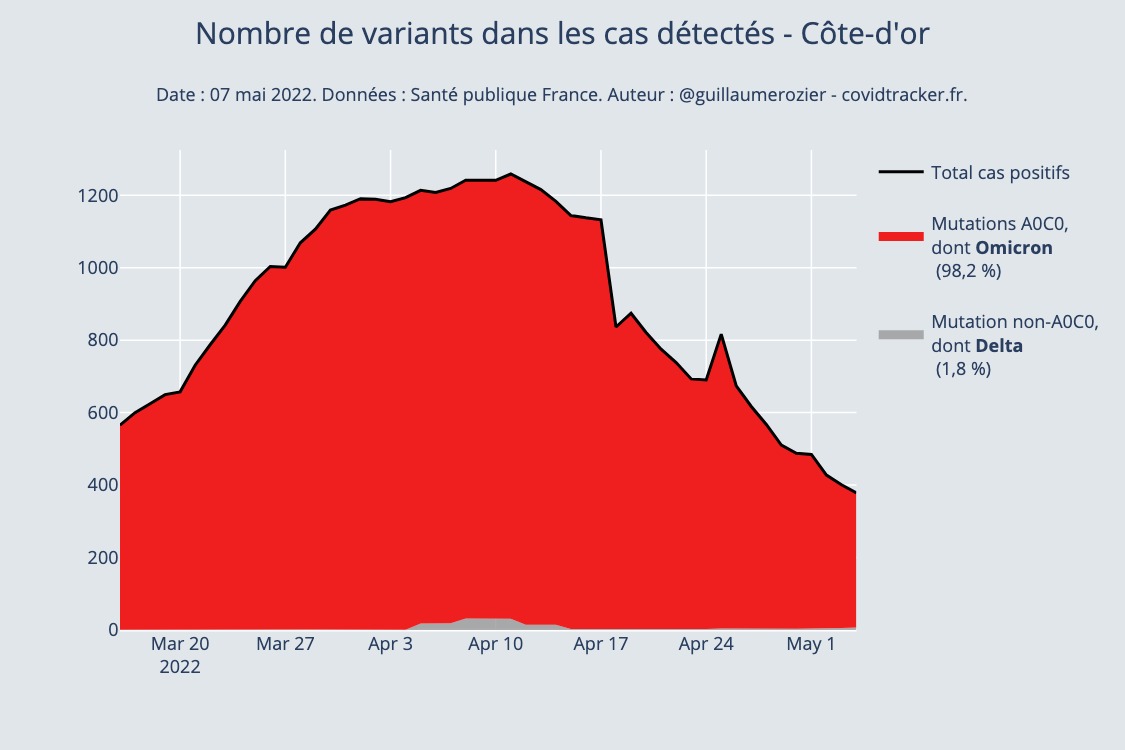 Nombre de variants dans les cas détectés - Côte-d'or
Date : 07 mai 2022. Données : Santé publique France. Auteur : @guillaumerozier - covidtracker.fr.
1200
1000
800
600
400
200
0
Mar 20
2022
Mar 27
Apr 3
Apr 10
Apr 17
Apr 24
May 1
Total cas positifs
Mutations A0C0,
dont Omicron
(98,2 %)
Mutation non-A0C0,
dont Delta
(1,8 %)